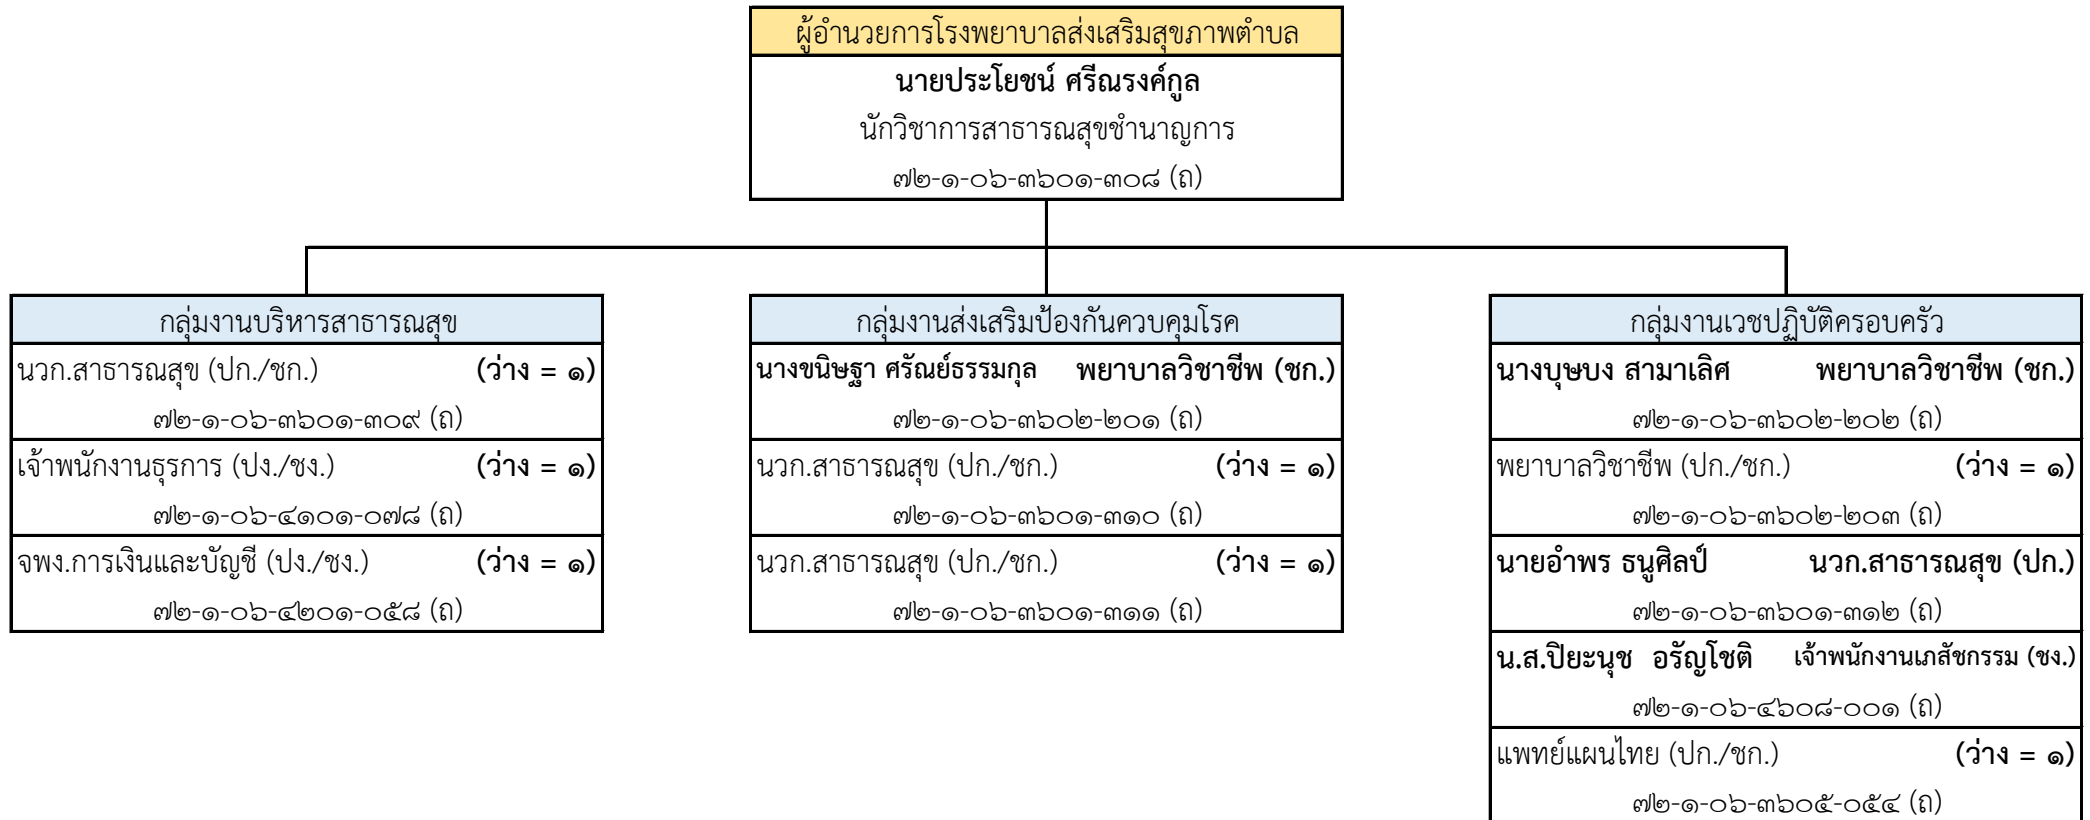 ผู้อำนวยการโรงพยาบาลส่งเสริมสุขภาพตำบล
นายประโยชน์ ศรีณรงค์กูล
นักวิชาการสาธารณสุขชำนาญการ
๗๒-๑-๐๖-๓๖๐๑-๓๐๘ (ถ)
กลุ่มงานบริหารสาธารณสุข
นวก.สาธารณสุข (ปก./ชก.) (ว่าง = ๑)
๗๒-๑-๐๖-๓๖๐๑-๓๐๙ (ถ)
เจ้าพนักงานธุรการ (ปง./ชง.) (ว่าง = ๑)
๗๒-๑-๐๖-๔๑๐๑-๐๗๘ (ถ)
จพง.การเงินและบัญชี (ปง./ชง.) (ว่าง = ๑)
๗๒-๑-๐๖-๔๒๐๑-๐๕๘ (ถ)
กลุ่มงานส่งเสริมป้องกันควบคุมโรค
นางขนิษฐา ศรัณย์ธรรมกุล พยาบาลวิชาชีพ (ชก.)
๗๒-๑-๐๖-๓๖๐๒-๒๐๑ (ถ)
นวก.สาธารณสุข (ปก./ชก.) (ว่าง = ๑)
๗๒-๑-๐๖-๓๖๐๑-๓๑๐ (ถ)
นวก.สาธารณสุข (ปก./ชก.) (ว่าง = ๑)
๗๒-๑-๐๖-๓๖๐๑-๓๑๑ (ถ)
กลุ่มงานเวชปฏิบัติครอบครัว
นางบุษบง สามาเลิศ พยาบาลวิชาชีพ (ชก.)
๗๒-๑-๐๖-๓๖๐๒-๒๐๒ (ถ)
พยาบาลวิชาชีพ (ปก./ชก.) (ว่าง = ๑)
๗๒-๑-๐๖-๓๖๐๒-๒๐๓ (ถ)
นายอำพร ธนูศิลป์ นวก.สาธารณสุข (ปก.)
๗๒-๑-๐๖-๓๖๐๑-๓๑๒ (ถ)
น.ส.ปิยะนุช อรัญโชติ เจ้าพนักงานเภสัชกรรม (ชง.)
๗๒-๑-๐๖-๔๖๐๘-๐๐๑ (ถ)
แพทย์แผนไทย (ปก./ชก.) (ว่าง = ๑)
๗๒-๑-๐๖-๓๖๐๕-๐๕๔ (ถ)